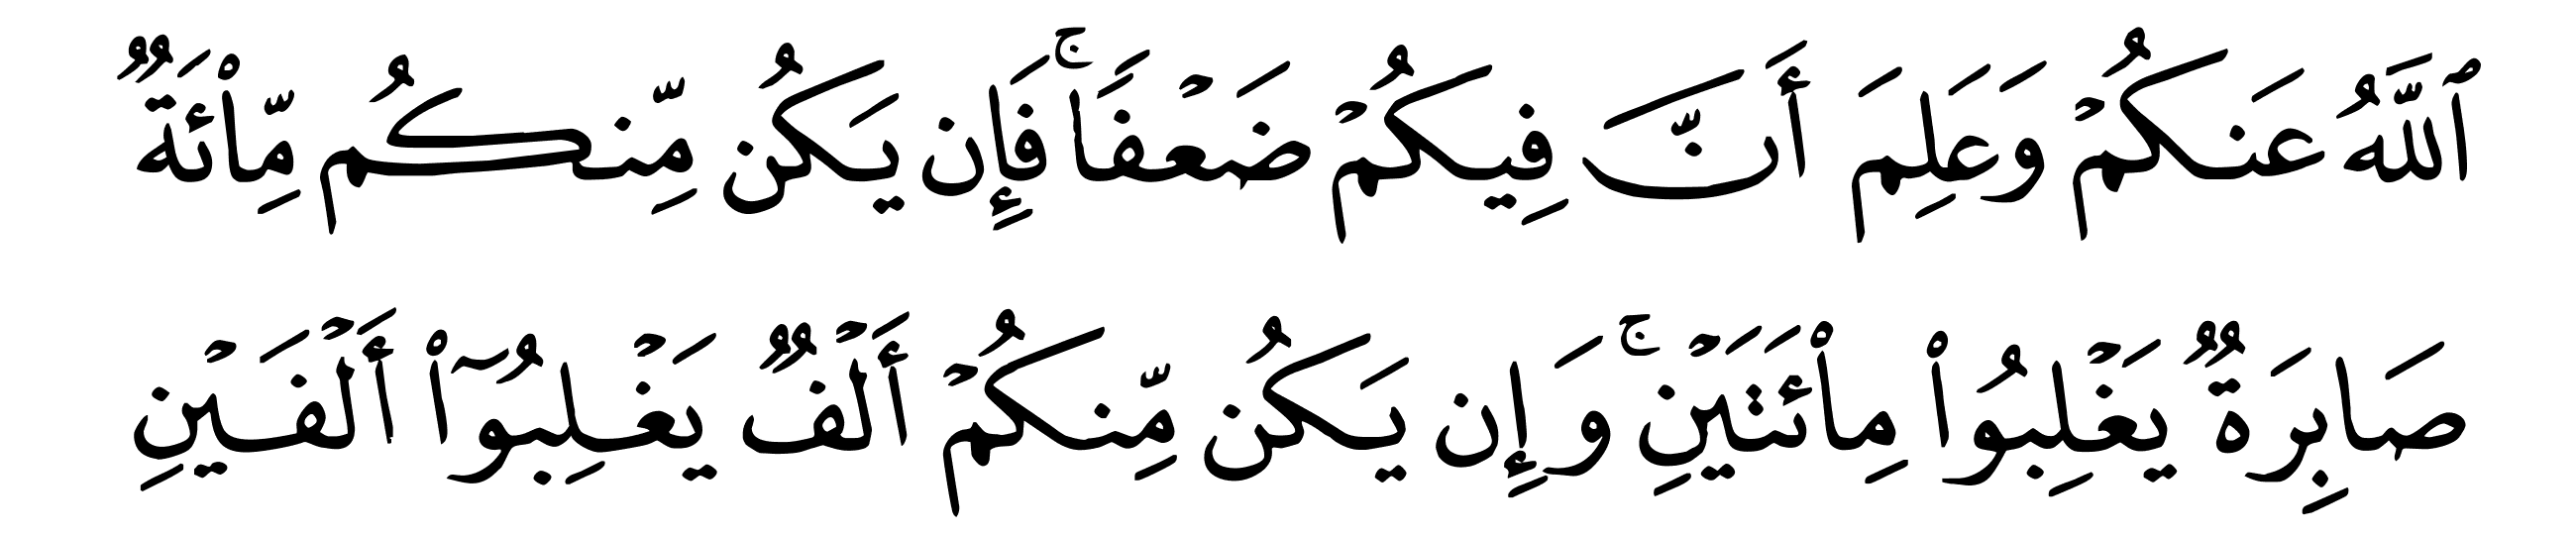 ٱللَّهُ عَنكُمۡ وَعَلِمَ أَنَّ فِيكُمۡ ضَعۡفٗاۚ فَإِن يَكُن مِّنكُم مِّاْئَةٞ
صَابِرَةٞ يَغۡلِبُواْ مِاْئَتَيۡنِۚ وَإِن يَكُن مِّنكُمۡ أَلۡفٞ يَغۡلِبُوٓاْ أَلۡفَيۡنِ